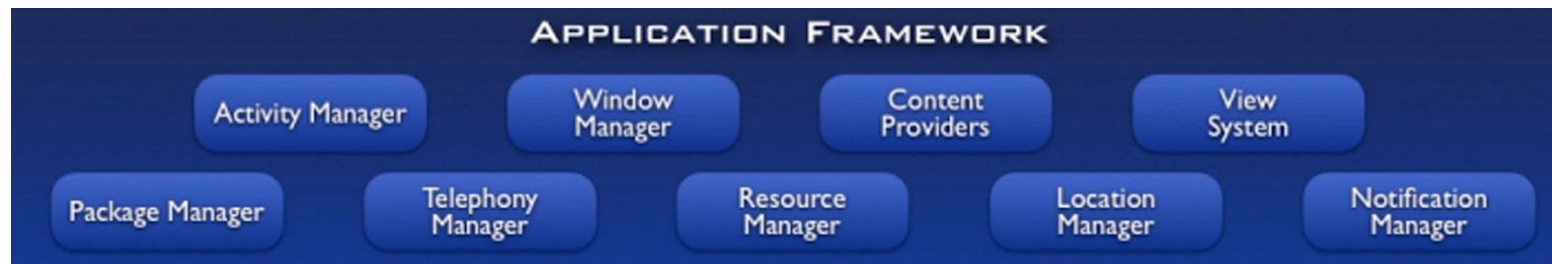 APPLICATION FRAMEWORK
Activity Manager
Window
Manager
Content
Providers
View
System
Package Manager
Telephony
Manager
Resource
Manager
Location
Manager
Notification
Manager